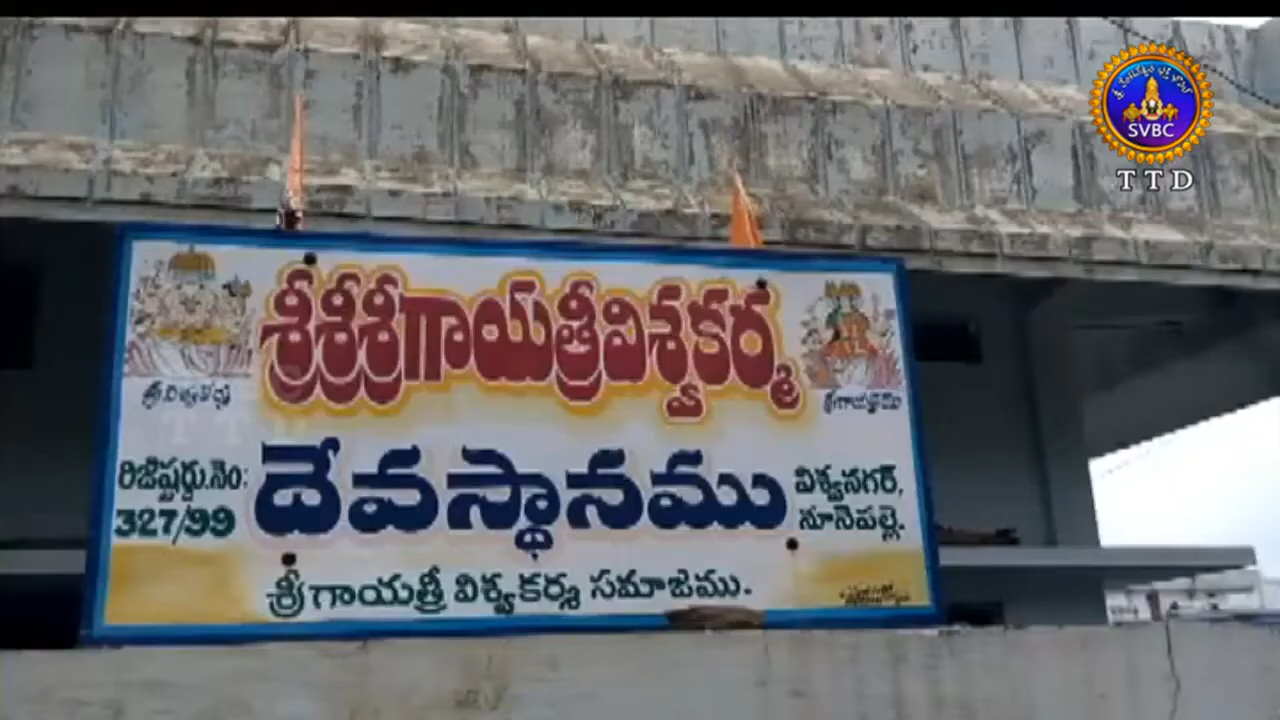 SVBC
TTD
శ్రీశ్రీశ్రీగాయత్రీవిశ్వకర్మ
రిజిష్టర్డు.నెం:
327/99
దేవస్థానము
విశ్వనగర్,
నూనెపల్లె.
శ్రీ గాయత్రీ విశ్వకర్మ సమాజము.